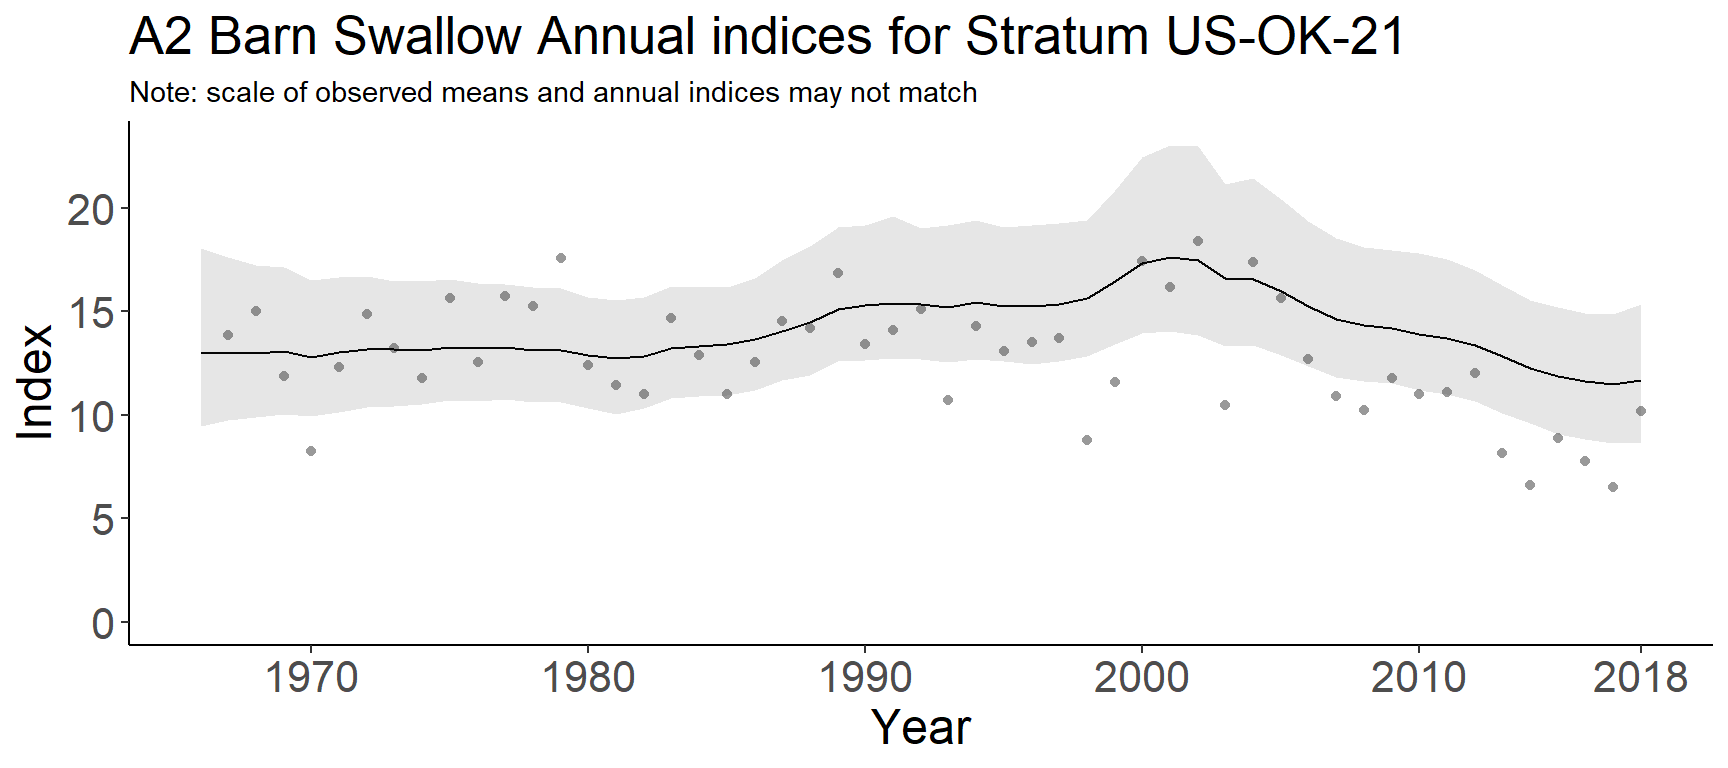 A2 Barn Swallow Annual indices for Stratum US-OK-21
Note: scale of observed means and annual indices may not match
20
15
10
5
0
Index
1970 1980 1990 2000 2010 2018
Year